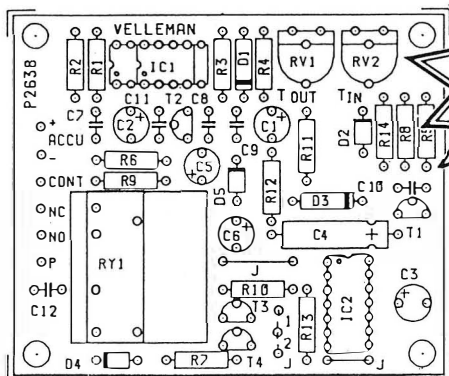 VELLEMAN
P2638
R2
R1
IC1
R3
D1
R4
RV1
RV2
T OUT
T IN
C7
C11
T2
C8
C2
C1
R11
D2
R14
R8
+
ACCU
-
CONT
NC
NO
P
R6
R9
C5
C9
D5
R12
C10
D3
C4
+
T1
RY1
C6
J
R10
T3
IC2
C3
C12
R13
1
2
J
J
D4
R7
T4